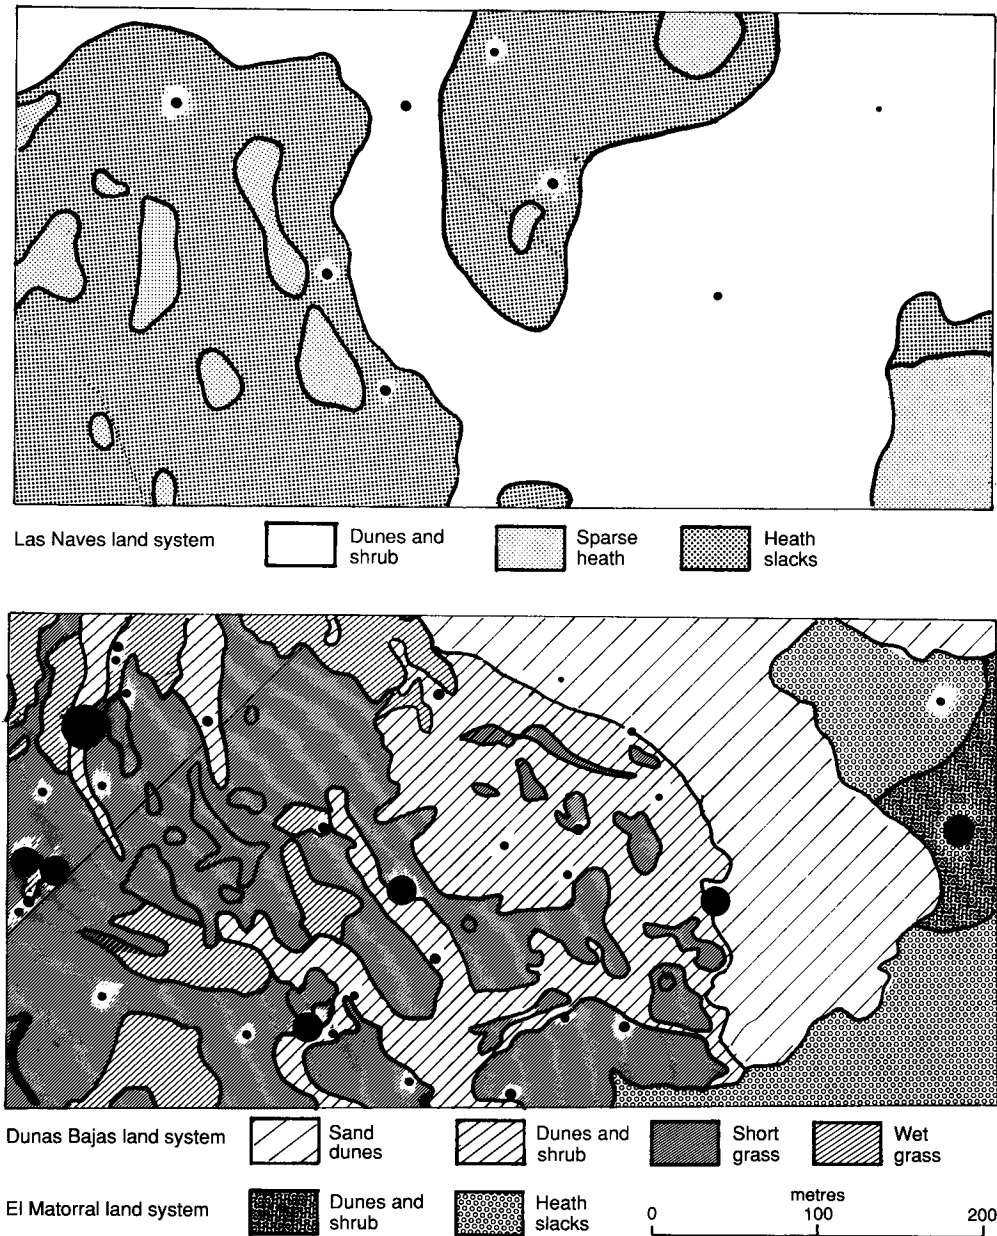 Las Naves land system
Dunes and
shrub
Sparse
heath
Heath
slacks
Dunas Bajas land system
Sand
dunes
Dunes and
shrub
Short
grass
Wet
grass
El Matorral land system
Dunes and
shrub
Heath
slacks
metres
0 100 200